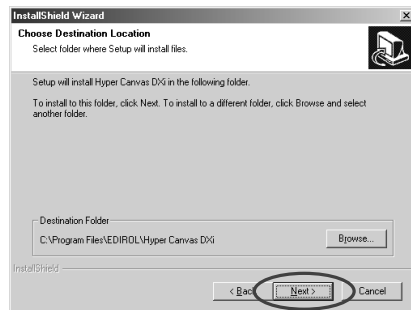 InstallShield Wizard
Choose Destination Location
Select folder where Setup will install files.
Setup will install Hyper Canvas DXi in the following folder.
To install to this folder, click Next. To install to a different folder, click Browse and select
another folder.
Destination Folder
C:\Program Files\EDIROL\Hyper Canvas DXi
Browse...
InstallShield
< Back Next > Cancel